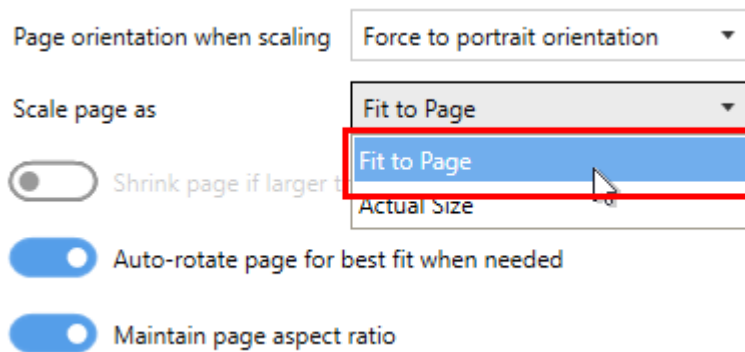 Page orientation when scaling Force to portrait orientation
Scale page as Fit to Page
Fit to Page
Shrink page if larger
Actual Size
Auto-rotate page for best fit when needed
Maintain page aspect ratio